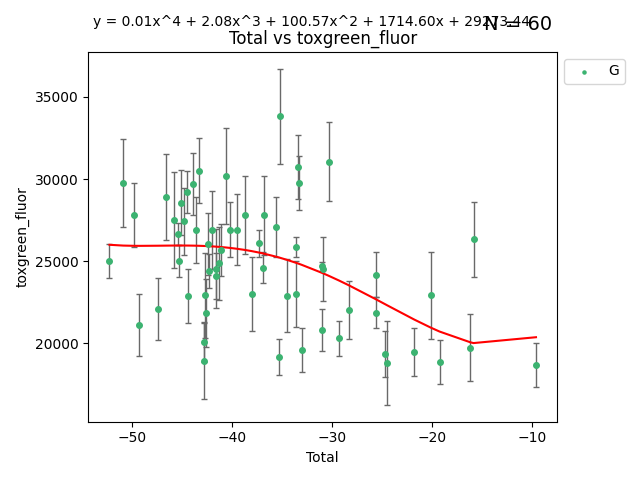 y = 0.01x^4 + 2.08x^3 + 100.57x^2 + 1714.60x +
N = 60
Total vs toxgreen_fluor
G
toxgreen_fluor
35000
30000
25000
20000
−50
−40
−30
−20
−10
Total